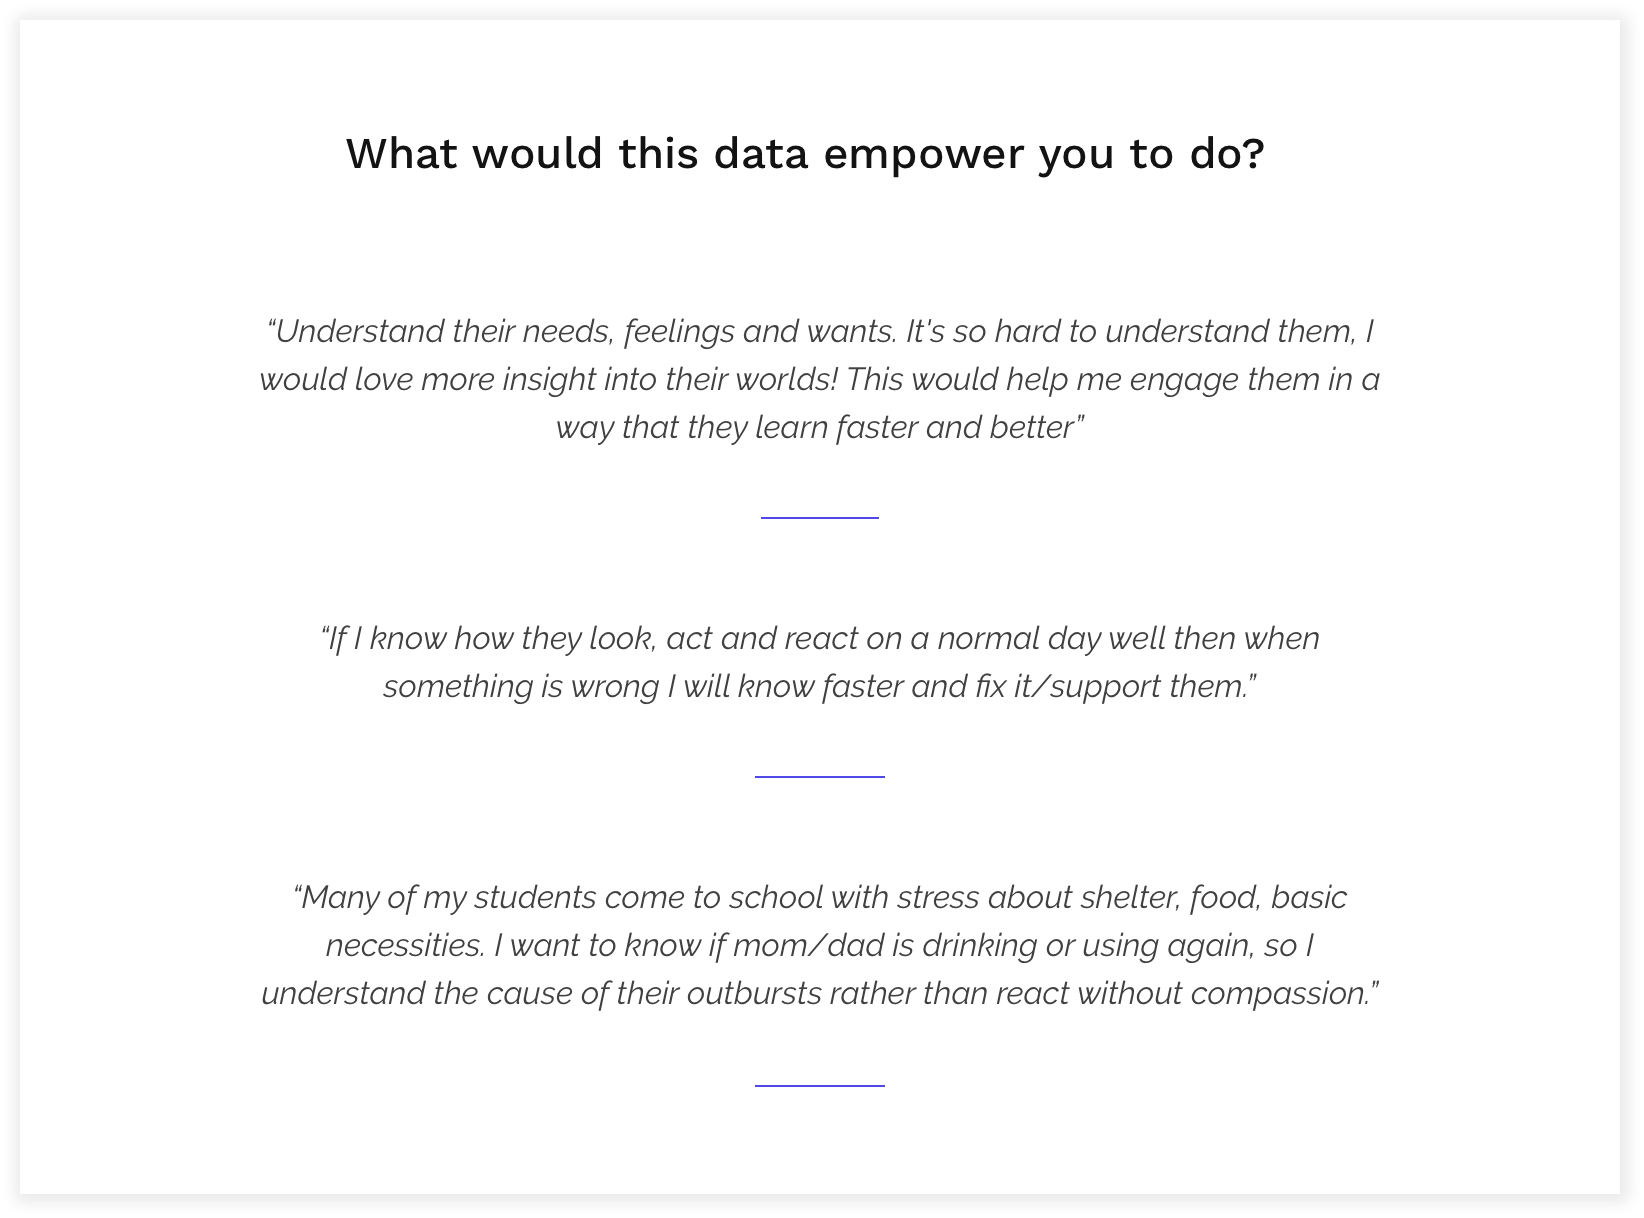 What would this data empower you to do?
“Understand their needs, feelings and wants. It's so hard to understand them, I
would love more insight into their worlds! This would help me engage them in a
way that they learn faster and better”
“If I know how they look, act and react on a normal day well then when
something is wrong I will know faster and fix it/support them.”
“Many of my students come to school with stress about shelter, food, basic
necessities. I want to know if mom/dad is drinking or using again, so I
understand the cause of their outbursts rather than react without compassion.”